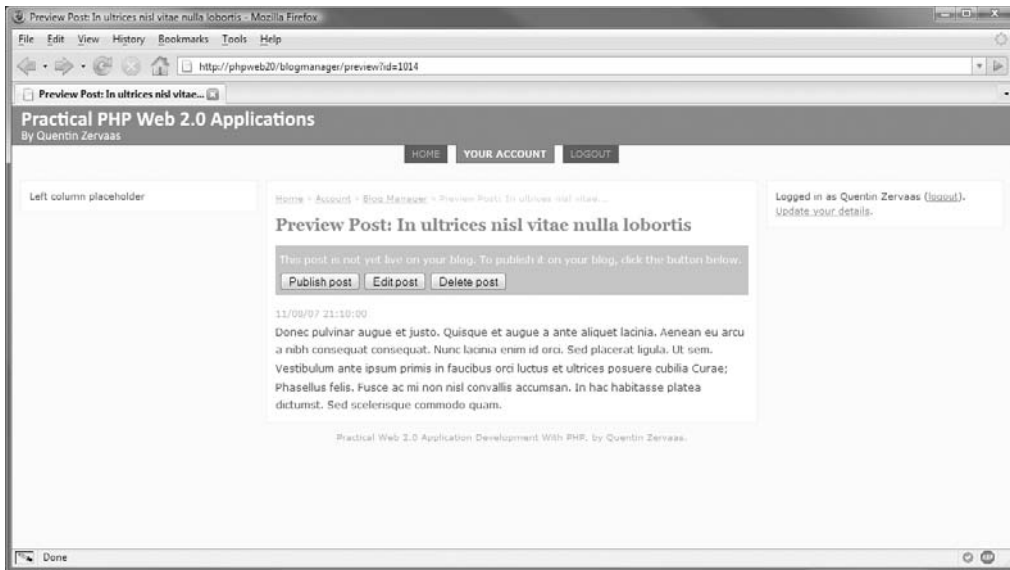 Preview Post: In ultrices nisl vitae nulla lobortis - Mozilla Firefox
File Edit View History Bookmarks Tools Help
http://phpweb20/blogmanager/preview?id=1014
Preview Post: In ultrices nisl vitae...
Practical PHP Web 2.0 Applications
By Quentin Zervaas
HOME YOUR ACCOUNT LOGOUT
Left column placeholder
Home > Account > Blog Manager > Preview Post: In ultrices nisl vitae...
Preview Post: In ultrices nisl vitae nulla lobortis
This post is not yet live on your blog. To publish it on your blog, click the button below.
Publish post Edit post Delete post
11/08/07 21:10:00
Donec pulvinar augue et justo. Quisque et augue a ante aliquet lacinia. Aenean eu arcu
a nibh consequat consequat. Nunc lacinia enim id orci. Sed placerat ligula. Ut sem.
Vestibulum ante ipsum primis in faucibus orci luctus et ultrices posuere cubilia Curae;
Phasellus felis. Fusce ac mi non nisl convallis accumsan. In hac habitasse platea
dictumst. Sed scelerisque commodo quam.
Logged in as Quentin Zervaas (logout).
Update your details.
Practical Web 2.0 Application Development With PHP, by Quentin Zervaas.
Done